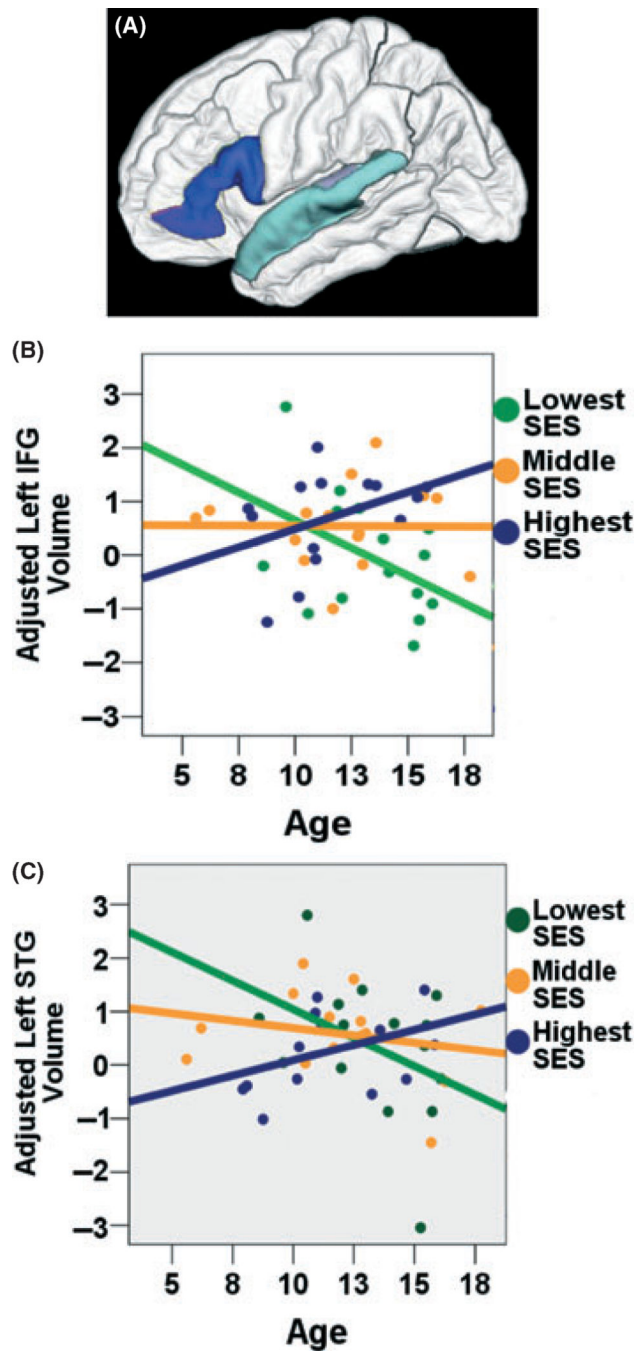 (A)
(B)
3
2
1
0
–1
–2
–3
Adjusted Left IFG
Volume
5
8
10
13
15
18
Age
Lowest
SES
Middle
SES
Highest
SES
(C)
3
2
1
0
–1
–2
–3
Adjusted Left STG
Volume
5
8
10
13
15
18
Age
Lowest
SES
Middle
SES
Highest
SES